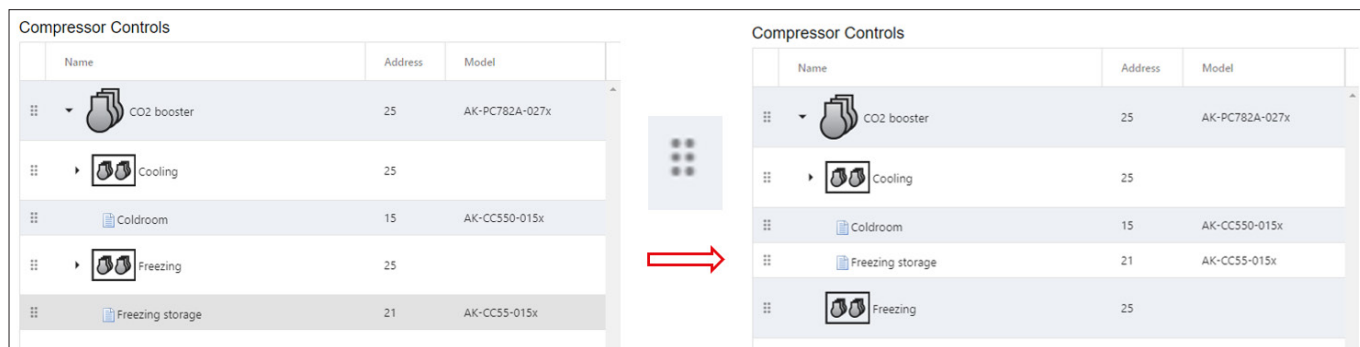 Compressor Controls
Name Address Model
CO2 booster 25 AK-PC782A-027x
Cooling 25
Coldroom 15 AK-CC550-015x
Freezing 25
Freezing storage 21 AK-CC55-015x
Compressor Controls
Name Address Model
CO2 booster 25 AK-PC782A-027x
Cooling 25
Coldroom 15 AK-CC550-015x
Freezing storage 21 AK-CC55-015x
Freezing 25